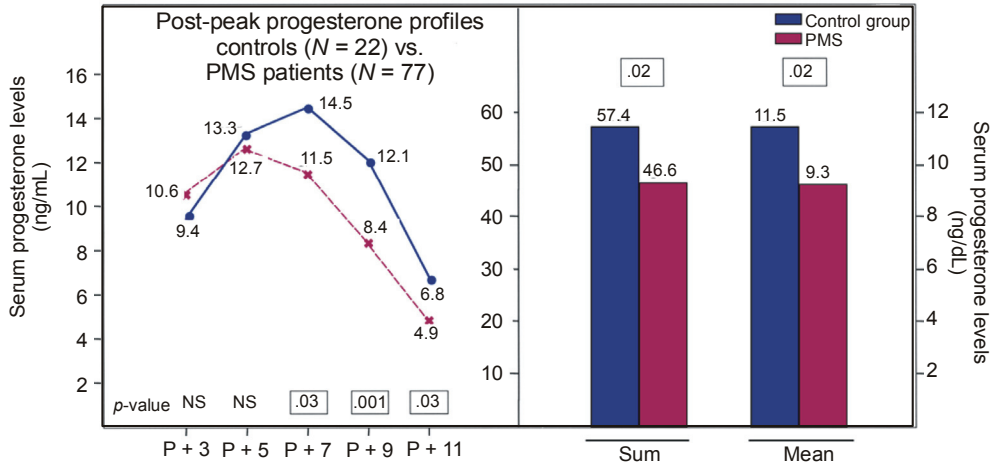 Post-peak progesterone profiles
controls (N = 22) vs.
PMS patients (N = 77)
Serum progesterone levels
(ng/mL)
16
14
12
10
8
6
4
2
10.6
9.4
13.3
12.7
14.5
11.5
12.1
8.4
6.8
4.9
p-value NS NS .03 .001 .03
P + 3 P + 5 P + 7 P + 9 P + 11
Control group
PMS
.02 .02
60
50
40
30
20
10
57.4
46.6
11.5
9.3
12
10
8
6
4
2
Serum progesterone levels
(ng/dL)
Sum Mean